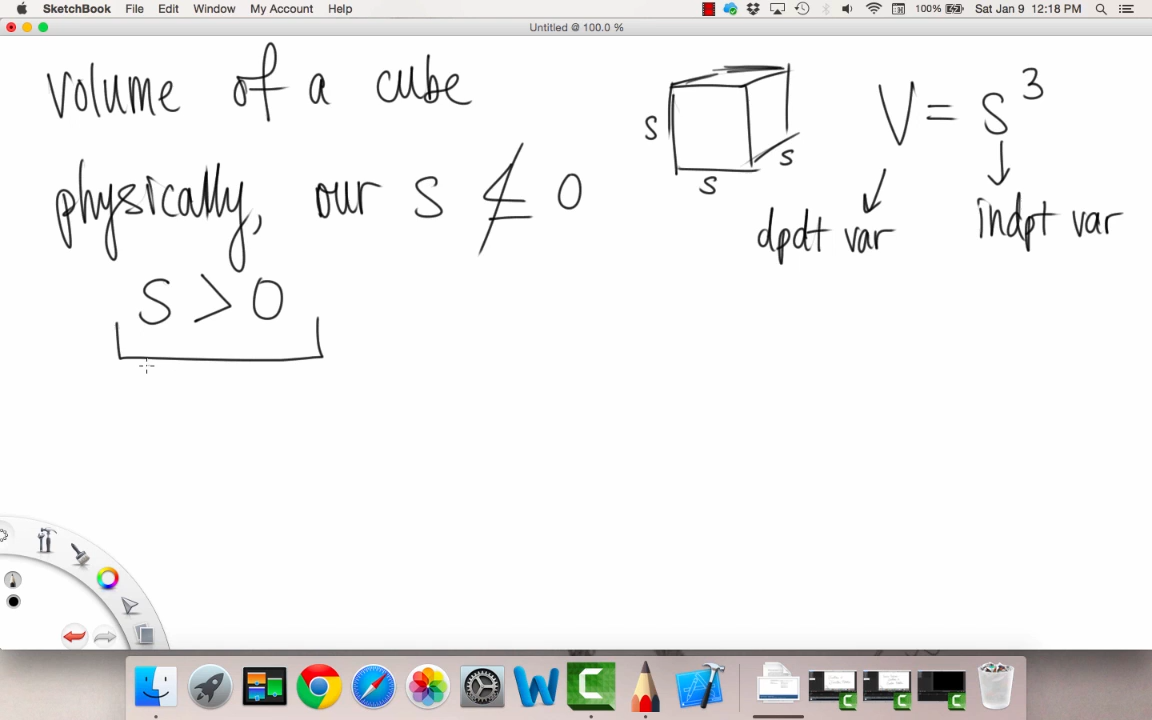 SketchBook File Edit Window My Account Help 100% Sat Jan 9 12:18 PM
Untitled @ 100.0 %
volume of a cube
physically, our s ≰ 0
s > 0
s
s
s
V = s³
dpdt var
indpt var